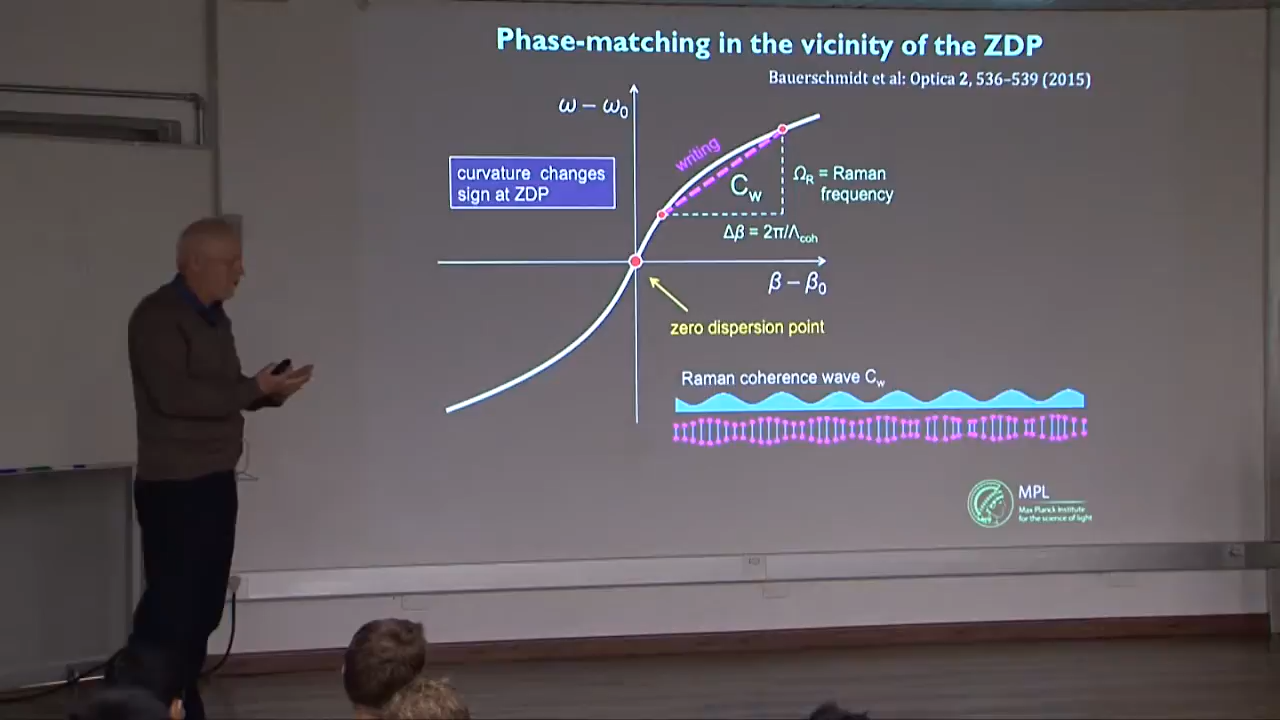 Phase-matching in the vicinity of the ZDP
Bauerschmidt et al: Optica 2, 536–539 (2015)
ω − ω₀
curvature changes
sign at ZDP
writing
C_w
Ω_R = Raman
frequency
Δβ = 2π/Λ_coh
β − β₀
zero dispersion point
Raman coherence wave C_w
MPL
Max Planck Institute
for the science of light